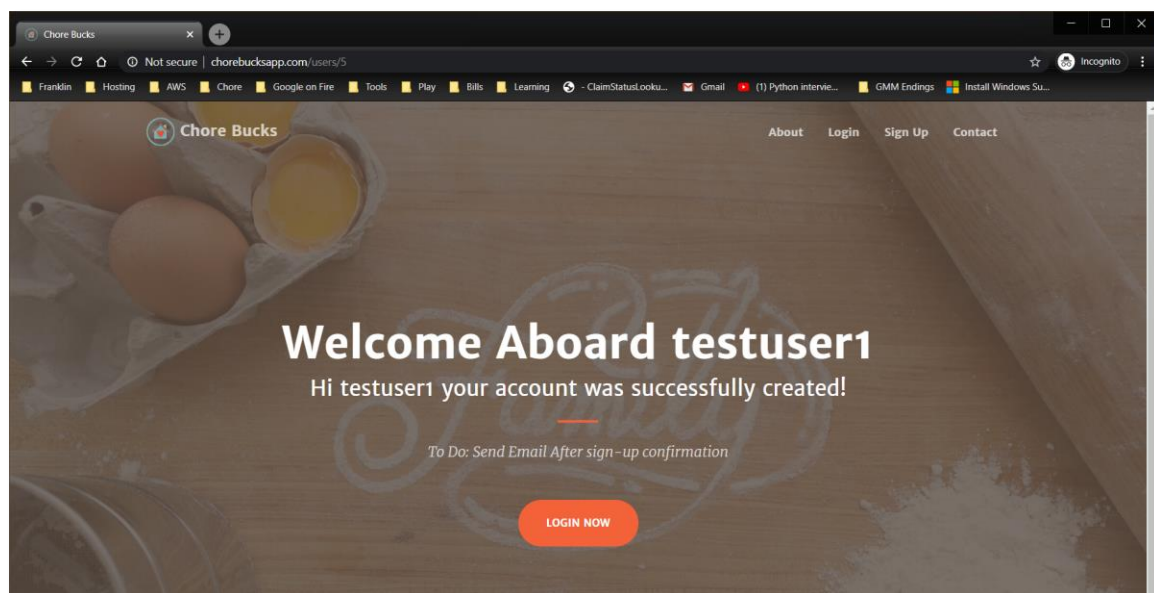 Chore Bucks
Not secure | chorebucksapp.com/users/5
Incognito
Franklin Hosting AWS Chore Google on Fire Tools Play Bills Learning - ClaimStatusLooku... Gmail (1) Python intervie... GMM Endings Install Windows Su...
Chore Bucks About Login Sign Up Contact
Family
Welcome Aboard testuser1
Hi testuser1 your account was successfully created!
To Do: Send Email After sign-up confirmation
LOGIN NOW